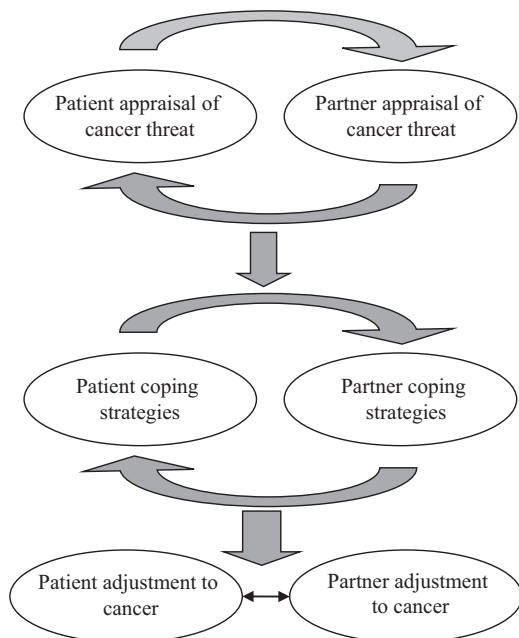 Patient appraisal of
cancer threat
Partner appraisal of
cancer threat
Patient coping
strategies
Partner coping
strategies
Patient adjustment to
cancer
Partner adjustment
to cancer